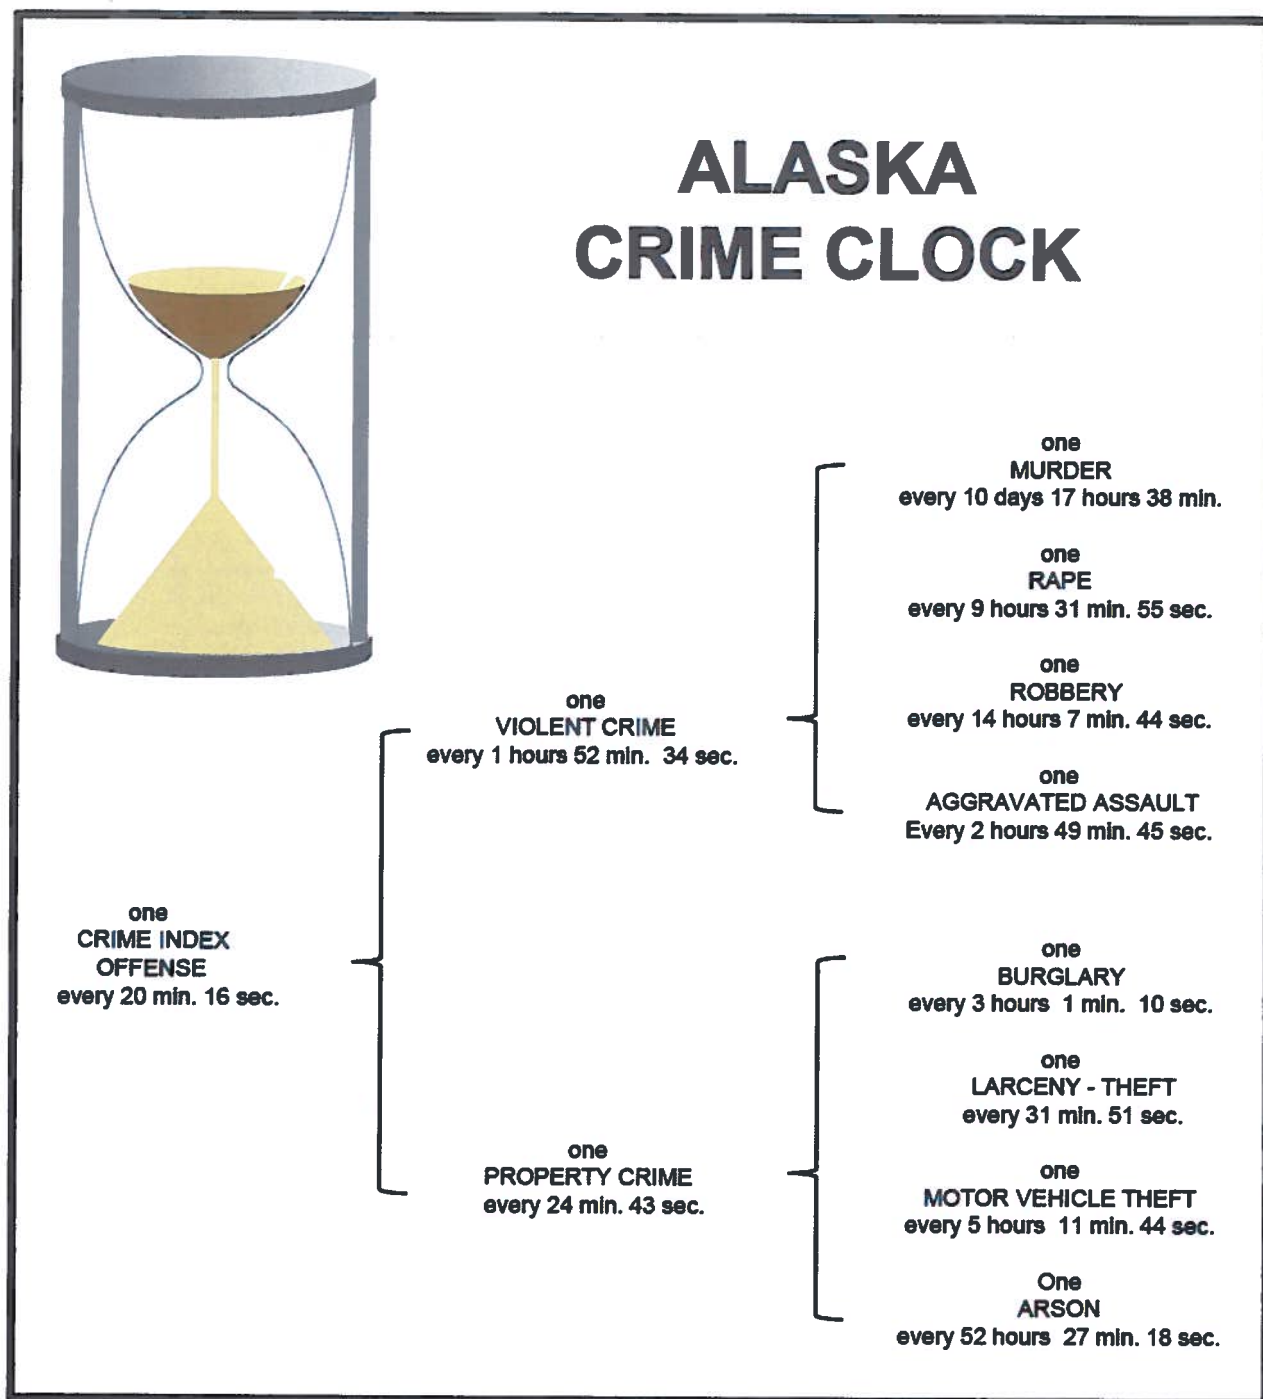 ALASKA
CRIME CLOCK
one
MURDER
every 10 days 17 hours 38 min.
one
RAPE
every 9 hours 31 min. 55 sec.
one
ROBBERY
every 14 hours 7 min. 44 sec.
one
AGGRAVATED ASSAULT
Every 2 hours 49 min. 45 sec.
one
VIOLENT CRIME
every 1 hours 52 min. 34 sec.
one
CRIME INDEX
OFFENSE
every 20 min. 16 sec.
one
BURGLARY
every 3 hours 1 min. 10 sec.
one
LARCENY - THEFT
every 31 min. 51 sec.
one
PROPERTY CRIME
every 24 min. 43 sec.
one
MOTOR VEHICLE THEFT
every 5 hours 11 min. 44 sec.
One
ARSON
every 52 hours 27 min. 18 sec.